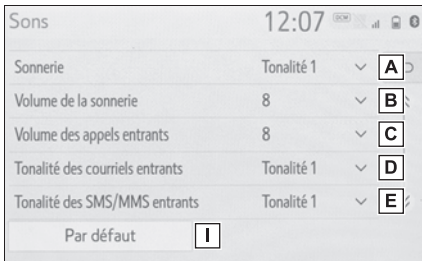 Sons 12:07 DCM
Sonnerie Tonalité 1 A
Volume de la sonnerie 8 B
Volume des appels entrants 8 C
Tonalité des courriels entrants Tonalité 1 D
Tonalité des SMS/MMS entrants Tonalité 1 E
Par défaut I